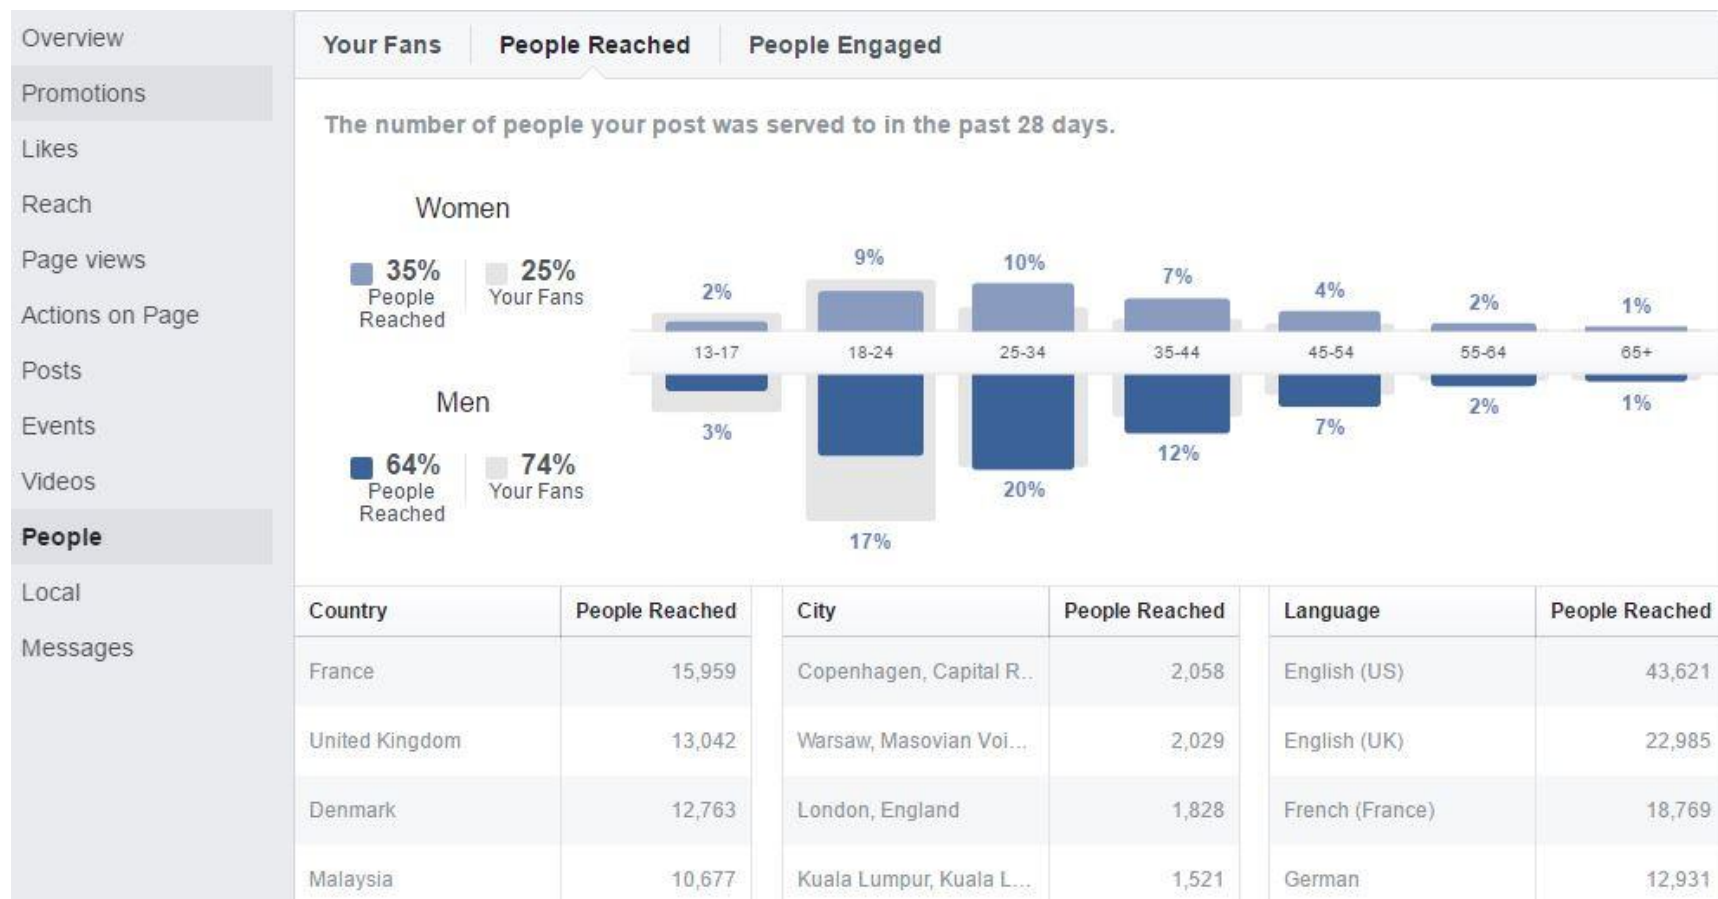 Overview
Promotions
Likes
Reach
Page views
Actions on Page
Posts
Events
Videos
People
Local
Messages
Your Fans People Reached People Engaged
The number of people your post was served to in the past 28 days.
Women
35% 25%
People Your Fans
Reached
2% 9% 10% 7% 4% 2% 1%
13-17 18-24 25-34 35-44 45-54 55-64 65+
Men
64% 74%
People Your Fans
Reached
3% 17% 20% 12% 7% 2% 1%
Country People Reached City People Reached Language People Reached
France 15,959 Copenhagen, Capital R.. 2,058 English (US) 43,621
United Kingdom 13,042 Warsaw, Masovian Voi... 2,029 English (UK) 22,985
Denmark 12,763 London, England 1,828 French (France) 18,769
Malaysia 10,677 Kuala Lumpur, Kuala L... 1,521 German 12,931